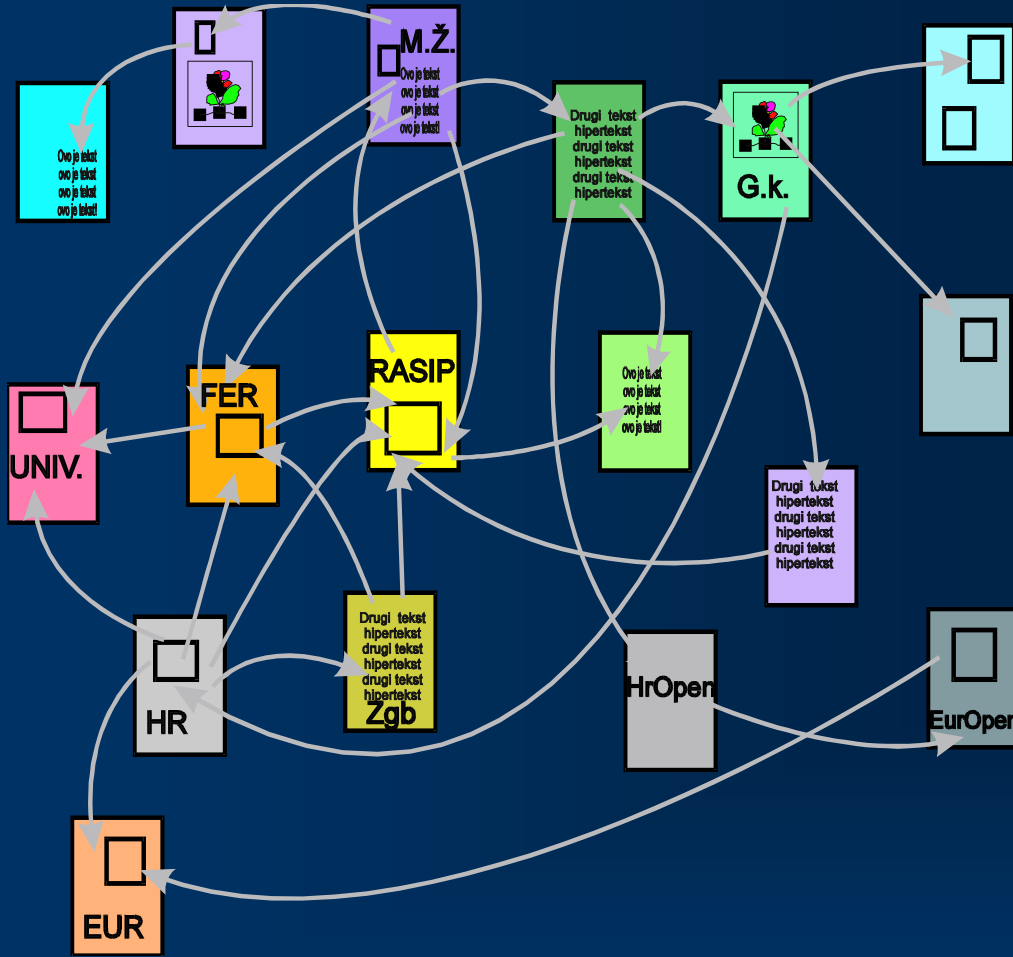 M.Ž.
Ovo je tekst
ovo je tekst
ovo je tekst
ovo je tekst!
Drugi tekst
hipertekst
drugi tekst
hipertekst
drugi tekst
hipertekst
G.k.
Ovo je tekst
ovo je tekst
ovo je tekst
ovo je tekst!
UNIV.
FER
RASIP
Ovo je tekst
ovo je tekst
ovo je tekst
ovo je tekst!
Drugi tekst
hipertekst
drugi tekst
hipertekst
drugi tekst
hipertekst
HR
Drugi tekst
hipertekst
drugi tekst
hipertekst
drugi tekst
hipertekst
Zgb
HrOpen
EurOpen
EUR